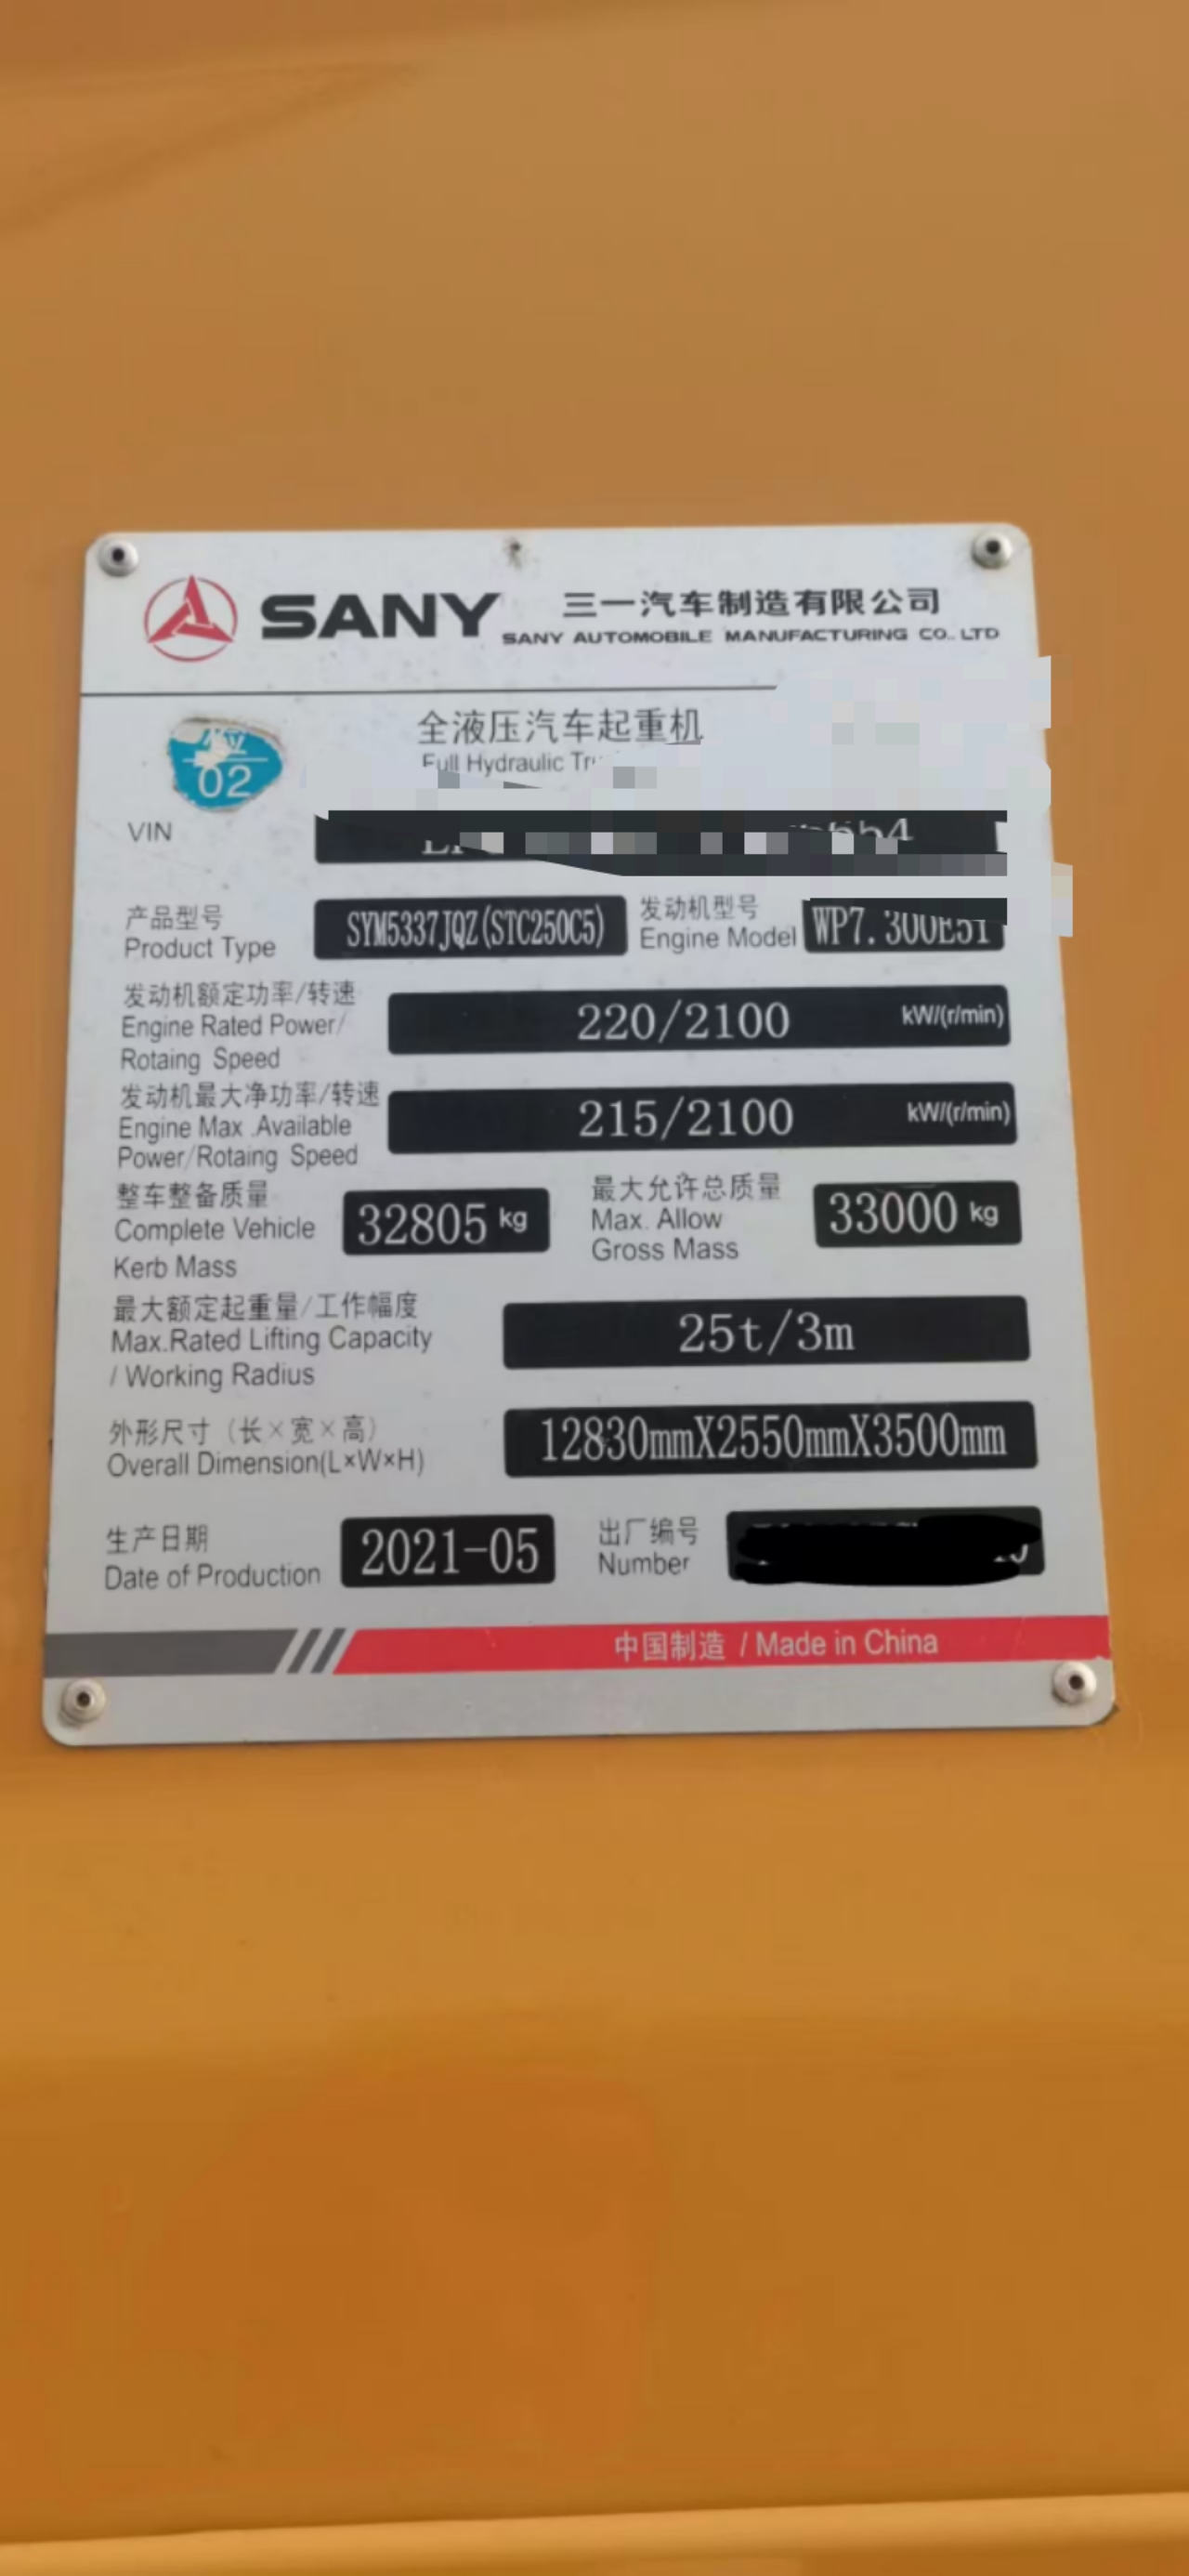 SANY 三一汽车制造有限公司
SANY AUTOMOBILE MANUFACTURING CO., LTD
全液压汽车起重机
Full Hydraulic
02
VIN
产品型号
Product Type
SYM5337JQZ(STC250C5)
发动机型号
Engine Model
WP7.300E51
发动机额定功率/转速
Engine Rated Power/
Rotaing Speed
220/2100 kW/(r/min)
发动机最大净功率/转速
Engine Max .Available
Power/Rotaing Speed
215/2100 kW/(r/min)
整车整备质量
Complete Vehicle
Kerb Mass
32805 kg
最大允许总质量
Max. Allow
Gross Mass
33000 kg
最大额定起重量/工作幅度
Max.Rated Lifting Capacity
/ Working Radius
25t/3m
外形尺寸（长×宽×高）
Overall Dimension(L×W×H)
12830mmX2550mmX3500mm
生产日期
Date of Production
2021-05
出厂编号
Number
中国制造 / Made in China